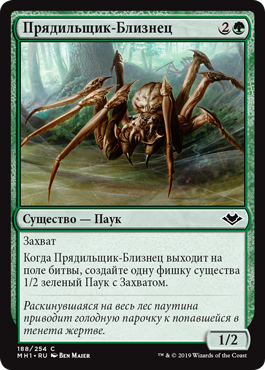 Прядильщик-Близнец 2
Существо — Паук
Захват
Когда Прядильщик-Близнец выходит на
поле битвы, создайте одну фишку существа
1/2 зеленый Паук с Захватом.
Раскинувшаяся на весь лес паутина
приводит голодную парочку к попавшейся в
тенета жертве.
1/2
188/254 C
MH1 • RU Ben Maier
™ & © 2019 Wizards of the Coast